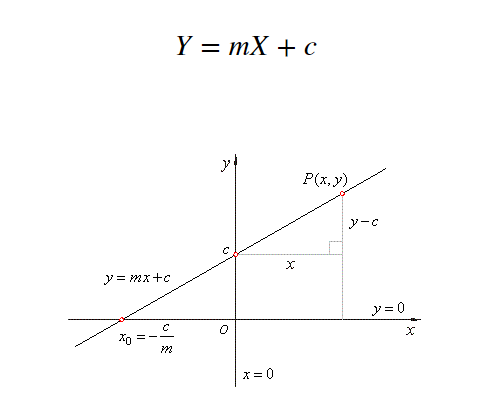 Y = mX + c
y
P(x, y)
y – c
c
x
y = mx + c
y = 0
x₀ = – c/m
O
x
x = 0